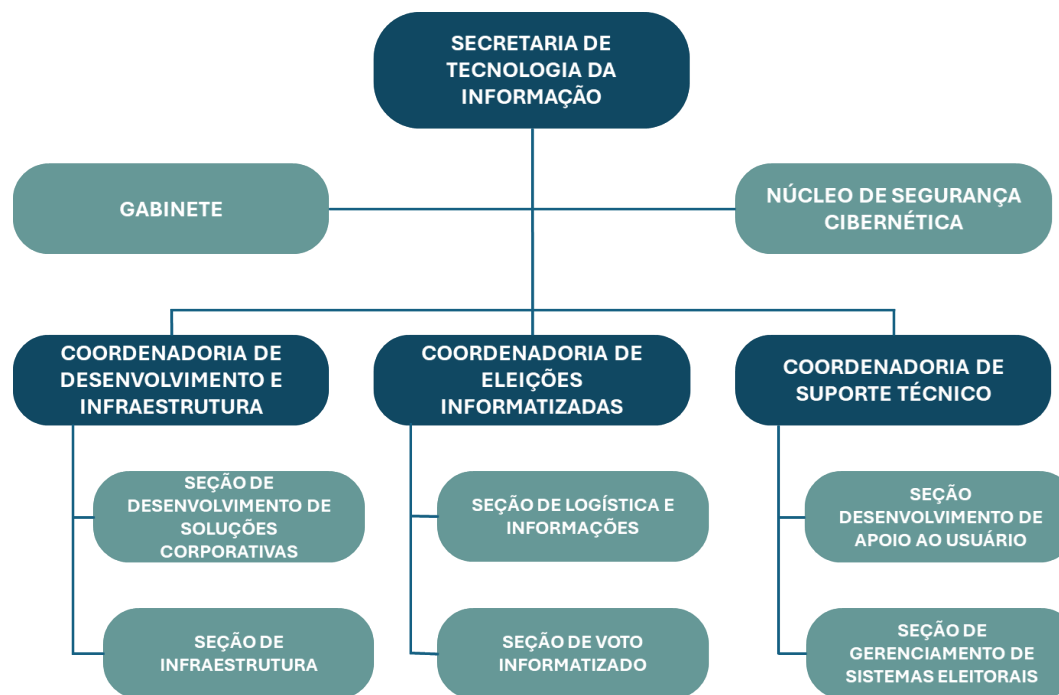 SECRETARIA DE
TECNOLOGIA DA
INFORMAÇÃO
GABINETE
NÚCLEO DE SEGURANÇA
CIBERNÉTICA
COORDENADORIA DE
DESENVOLVIMENTO E
INFRAESTRUTURA
COORDENADORIA DE
ELEIÇÕES
INFORMATIZADAS
COORDENADORIA DE
SUPORTE TÉCNICO
SEÇÃO DE
DESENVOLVIMENTO DE
SOLUÇÕES
CORPORATIVAS
SEÇÃO DE LOGÍSTICA E
INFORMAÇÕES
SEÇÃO
DESENVOLVIMENTO DE
APOIO AO USUÁRIO
SEÇÃO DE
INFRAESTRUTURA
SEÇÃO DE VOTO
INFORMATIZADO
SEÇÃO DE
GERENCIAMENTO DE
SISTEMAS ELEITORAIS